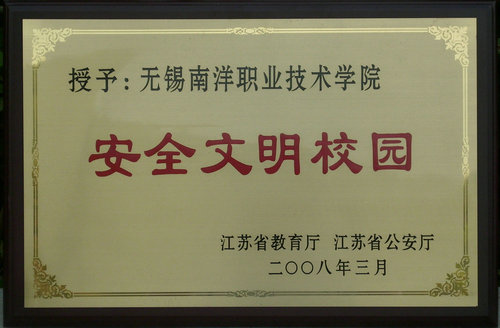 授予：无锡南洋职业技术学院
安全文明校园
江苏省教育厅 江苏省公安厅
二〇〇八年三月